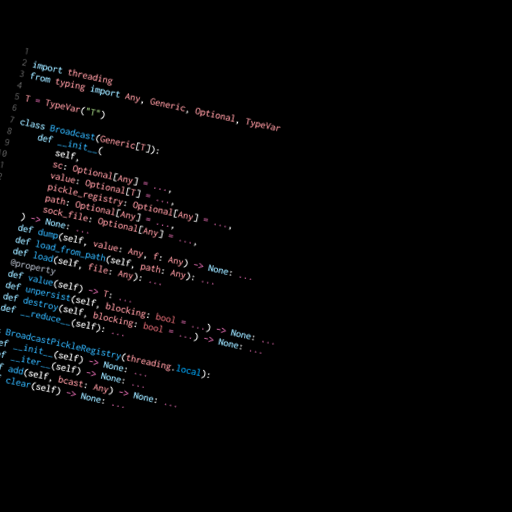 1
2 import threading
3 from typing import Any, Generic, Optional, TypeVar
4
5 T = TypeVar("T")
6
7 class Broadcast(Generic[T]):
8     def __init__(
9         self,
10         sc: Optional[Any] = ...,
        value: Optional[T] = ...,
        pickle_registry: Optional[Any] = ...,
        path: Optional[Any] = ...,
        sock_file: Optional[Any] = ...,
    ) -> None: ...
    def dump(self, value: Any, f: Any) -> None: ...
    def load_from_path(self, path: Any): ...
    def load(self, file: Any): ...
    @property
    def value(self) -> T: ...
    def unpersist(self, blocking: bool = ...) -> None: ...
    def destroy(self, blocking: bool = ...) -> None: ...
    def __reduce__(self): ...
BroadcastPickleRegistry(threading.local):
    __init__(self) -> None: ...
    __iter__(self) -> None: ...
    add(self, bcast: Any) -> None: ...
    clear(self) -> None: ...